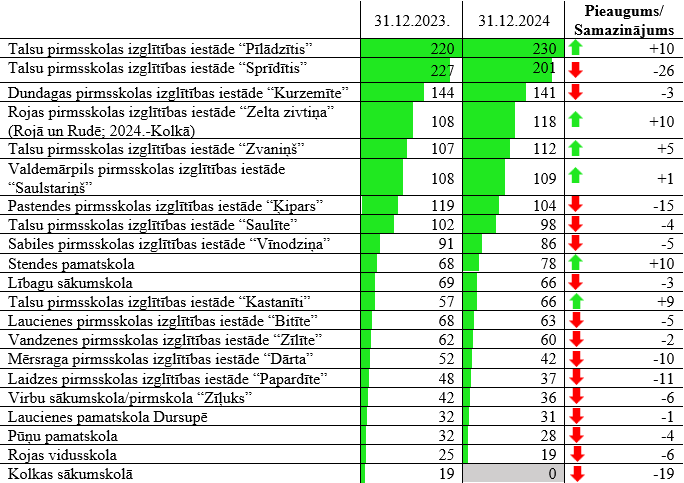 31.12.2023. 31.12.2024 Pieaugums/
Samazinājums
Talsu pirmsskolas izglītības iestāde “Pīlādzītis” 220 230 +10
Talsu pirmsskolas izglītības iestāde “Sprīdītis” 227 201 -26
Dundagas pirmsskolas izglītības iestāde “Kurzemīte” 144 141 -3
Rojas pirmsskolas izglītības iestāde “Zelta zivtiņa”
(Rojā un Rudē; 2024.-Kolkā) 108 118 +10
Talsu pirmsskolas izglītības iestāde “Zvaniņš” 107 112 +5
Valdemārpils pirmsskolas izglītības iestāde
“Saulstariņš” 108 109 +1
Pastendes pirmsskolas izglītības iestāde “Ķipars” 119 104 -15
Talsu pirmsskolas izglītības iestāde “Saulīte” 102 98 -4
Sabiles pirmsskolas izglītības iestāde “Vīnodziņa” 91 86 -5
Stendes pamatskola 68 78 +10
Lībagu sākumskola 69 66 -3
Talsu pirmsskolas izglītības iestāde “Kastanīti” 57 66 +9
Laucienes pirmsskolas izglītības iestāde “Bitīte” 68 63 -5
Vandzenes pirmsskolas izglītības iestāde “Zīlīte” 62 60 -2
Mērsraga pirmsskolas izglītības iestāde “Dārta” 52 42 -10
Laidzes pirmsskolas izglītības iestāde “Papardīte” 48 37 -11
Virbu sākumskola/pirmskola “Zīļuks” 42 36 -6
Laucienes pamatskola Dursupē 32 31 -1
Pūņu pamatskola 32 28 -4
Rojas vidusskola 25 19 -6
Kolkas sākumskolā 19 0 -19